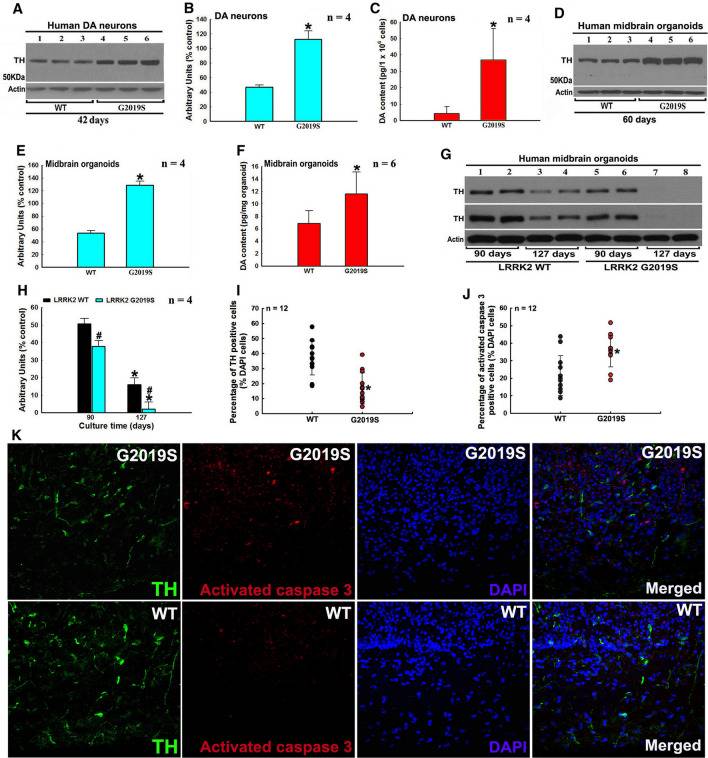 A
Human DA neurons
1 2 3 4 5 6
TH
50KDa
Actin
WT G2019S
42 days
B
DA neurons
n = 4
Arbitrary Units (% control)
140
120
100
80
60
40
20
0
*
WT G2019S
C
DA neurons
n = 4
DA content (pg/1 x 10⁶ cells)
60
50
40
30
20
10
0
*
WT G2019S
D
Human midbrain organoids
1 2 3 4 5 6
TH
50KDa
Actin
WT G2019S
60 days
E
Midbrain organoids
n = 4
Arbitrary Units (% control)
200
180
160
140
120
100
80
60
40
20
0
*
WT G2019S
F
Midbrain organoids
n = 6
DA content (pg/mg organoid)
16
14
12
10
8
6
4
2
0
*
WT G2019S
G
Human midbrain organoids
1 2 3 4 5 6 7 8
TH
TH
Actin
90 days 127 days 90 days 127 days
LRRK2 WT LRRK2 G2019S
H
LRRK2 WT LRRK2 G2019S
n = 4
Arbitrary Units (% control)
60
50
40
30
20
10
0
#
*
#
*
90 127
Culture time (days)
I
n = 12
Percentage of TH positive cells
(% DAPI cells)
70
60
50
40
30
20
10
0
*
WT G2019S
J
n = 12
Percentage of activated caspase 3
positive cells (% DAPI cells)
60
50
40
30
20
10
0
*
WT G2019S
K
G2019S G2019S G2019S G2019S
TH Activated caspase 3 DAPI Merged
WT WT WT WT
TH Activated caspase 3 DAPI Merged